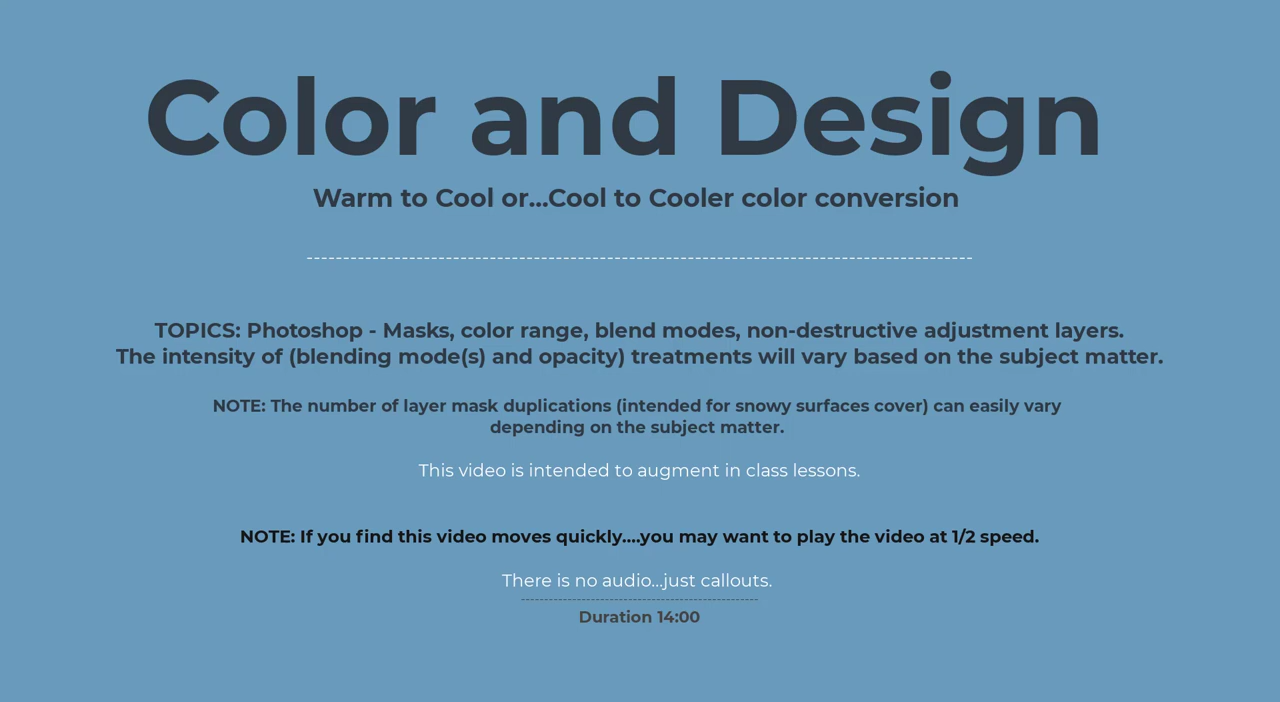 Color and Design
Warm to Cool or...Cool to Cooler color conversion
--------------------------------------------------------------------------------------------
TOPICS: Photoshop - Masks, color range, blend modes, non-destructive adjustment layers.
The intensity of (blending mode(s) and opacity) treatments will vary based on the subject matter.
NOTE: The number of layer mask duplications (intended for snowy surfaces cover) can easily vary
depending on the subject matter.
This video is intended to augment in class lessons.
NOTE: If you find this video moves quickly....you may want to play the video at 1/2 speed.
There is no audio...just callouts.
----------------------------------------------------
Duration 14:00